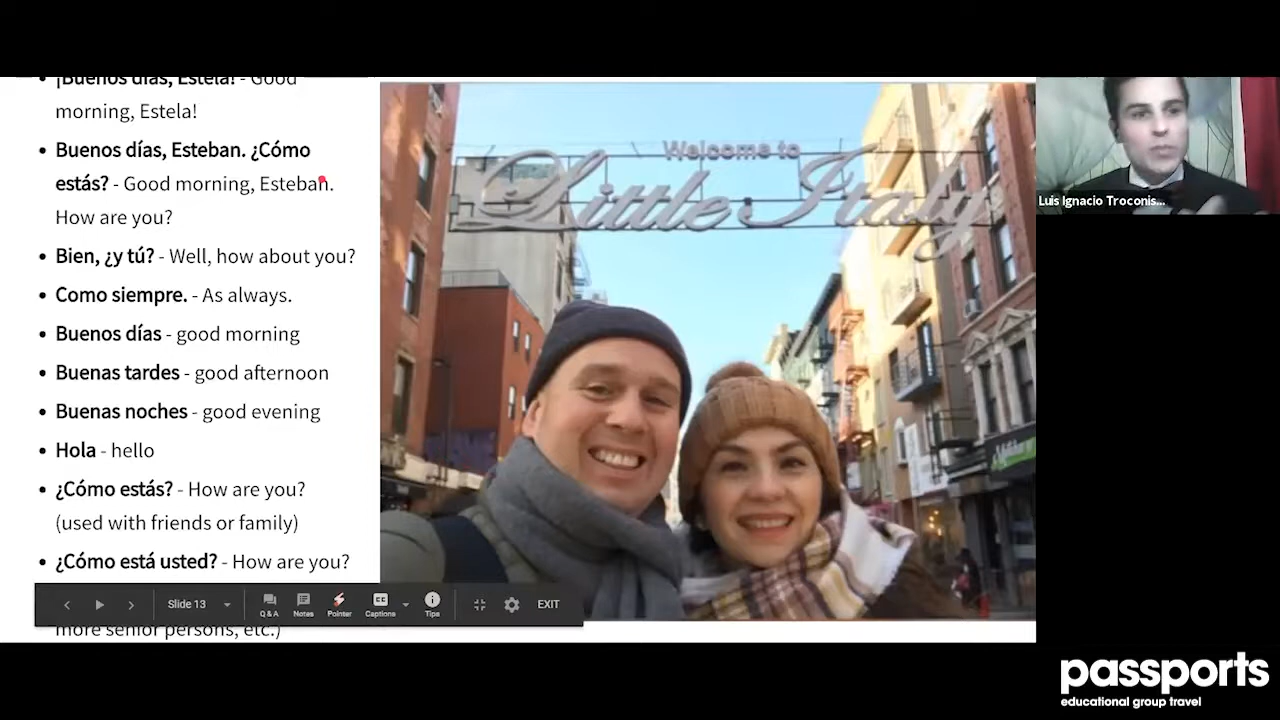 ¡Buenos días, Estela! - Good
morning, Estela!
Buenos días, Esteban. ¿Cómo
estás? - Good morning, Esteban.
How are you?
Bien, ¿y tú? - Well, how about you?
Como siempre. - As always.
Buenos días - good morning
Buenas tardes - good afternoon
Buenas noches - good evening
Hola - hello
¿Cómo estás? - How are you?
(used with friends or family)
¿Cómo está usted? - How are you?
more senior persons, etc.)
Slide 13
Q & A
Notes
Pointer
CC
Captions
Tips
EXIT
Welcome to
Little Italy
Luis Ignacio Troconis...
passports
educational group travel